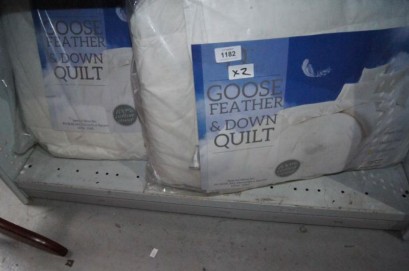 GOOSE
FEATHER
& DOWN
QUILT
1182
X2
GOOSE
FEATHER
& DOWN
QUILT